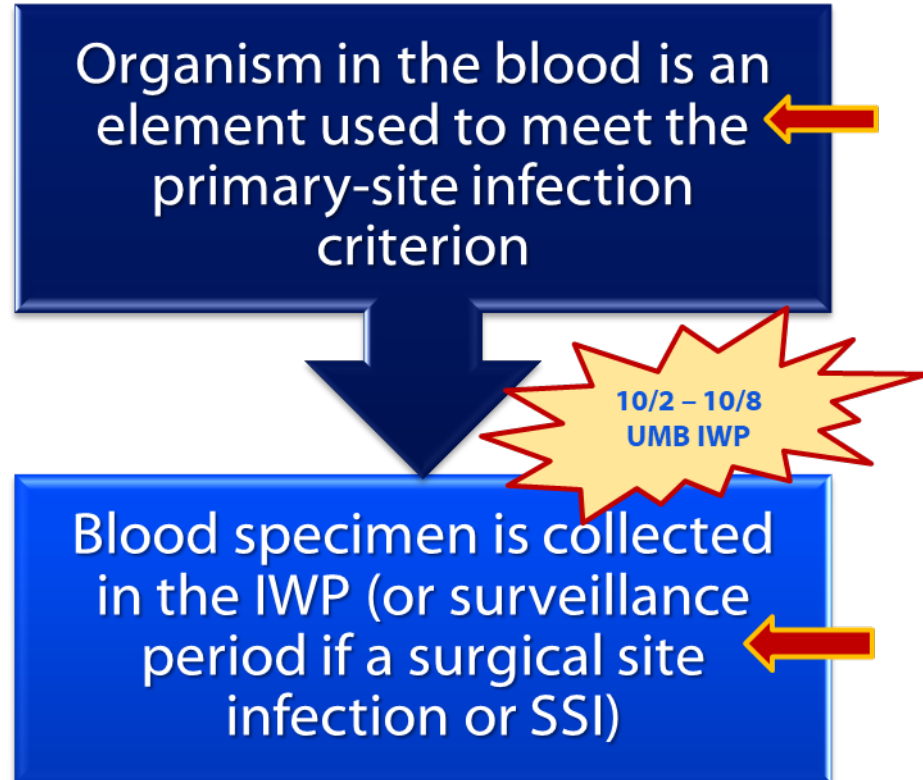 Organism in the blood is an
element used to meet the
primary-site infection
criterion
10/2 – 10/8
UMB IWP
Blood specimen is collected
in the IWP (or surveillance
period if a surgical site
infection or SSI)